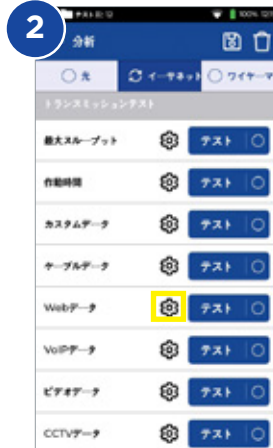 2
100%
分析
光
イーサネット
ワイヤーマ
トランスミッションテスト
最大スループット
テスト
作動時間
テスト
カスタムデータ
テスト
ケーブルデータ
テスト
Webデータ
テスト
VoIPデータ
テスト
ビデオデータ
テスト
CCTVデータ
テスト